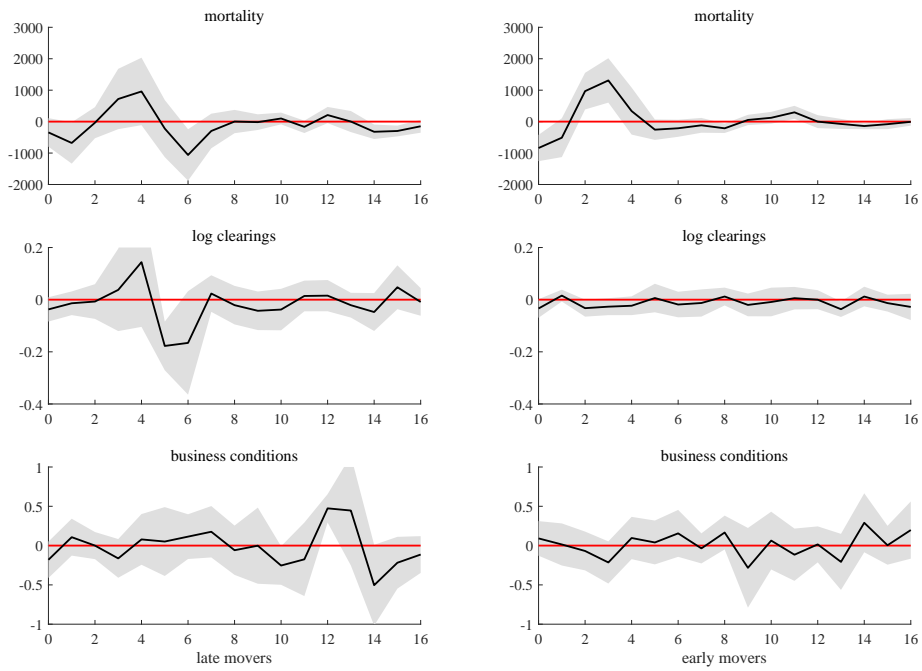 mortality
3000
2000
1000
0
-1000
-2000
0 2 4 6 8 10 12 14 16
mortality
3000
2000
1000
0
-1000
-2000
0 2 4 6 8 10 12 14 16
log clearings
0.2
0
-0.2
-0.4
0 2 4 6 8 10 12 14 16
log clearings
0.2
0
-0.2
-0.4
0 2 4 6 8 10 12 14 16
business conditions
1
0.5
0
-0.5
-1
0 2 4 6 8 10 12 14 16
late movers
business conditions
1
0.5
0
-0.5
-1
0 2 4 6 8 10 12 14 16
early movers